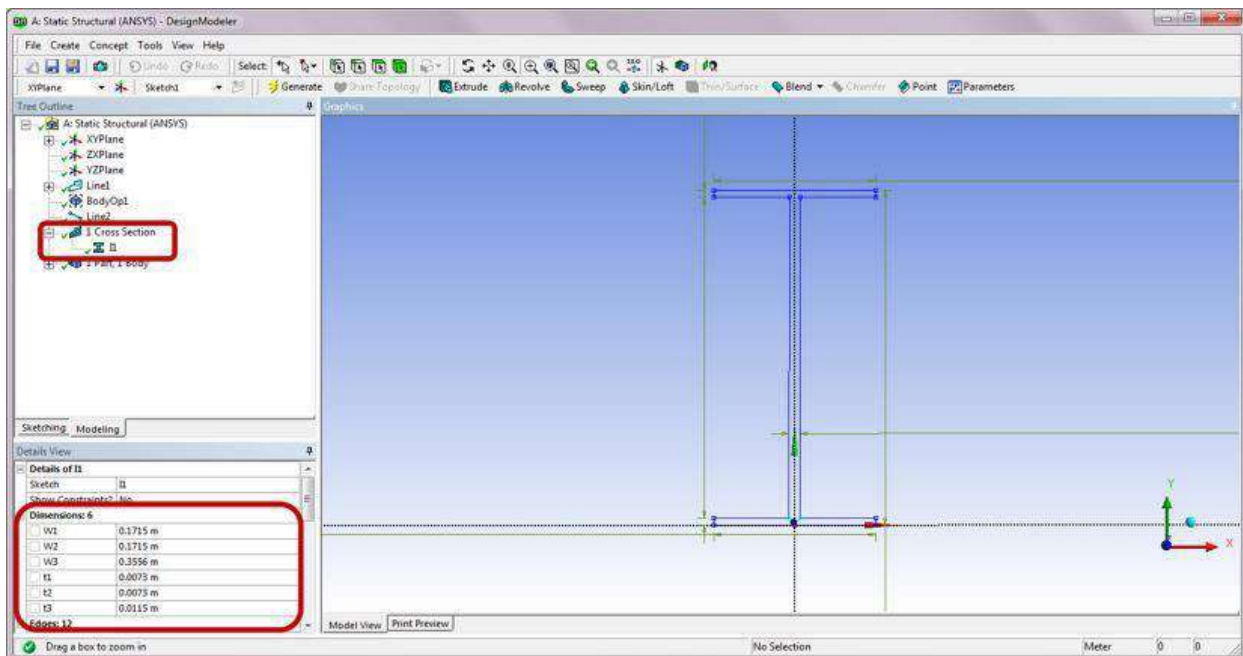 A: Static Structural (ANSYS) - DesignModeler
File Create Concept Tools View Help
Undo Redo Select:
XYPlane Sketch1 Generate Share Topology Extrude Revolve Sweep Skin/Loft Thin/Surface Blend Chamfer Point Parameters
Tree Outline
Graphics
A: Static Structural (ANSYS)
XYPlane
ZXPlane
YZPlane
Line1
BodyOp1
Line2
1 Cross Section
I1
1 Part, 1 Body
Sketching Modeling
Details View
Details of I1
Sketch I1
Show Constraints? No
Dimensions: 6
W1 0.1715 m
W2 0.1715 m
W3 0.3556 m
t1 0.0073 m
t2 0.0073 m
t3 0.0115 m
Edges: 12
Y
X
Model View Print Preview
Drag a box to zoom in No Selection Meter 0 0